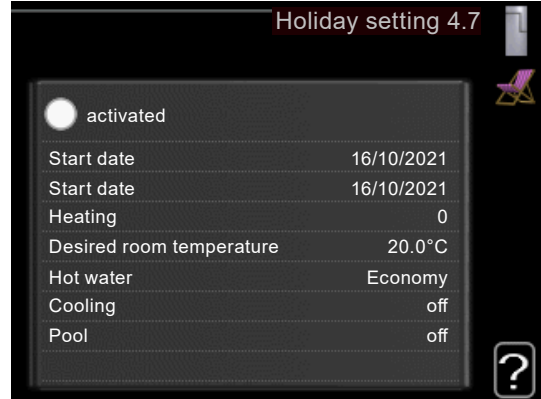 Holiday setting 4.7
activated
Start date 16/10/2021
Start date 16/10/2021
Heating 0
Desired room temperature 20.0°C
Hot water Economy
Cooling off
Pool off
?